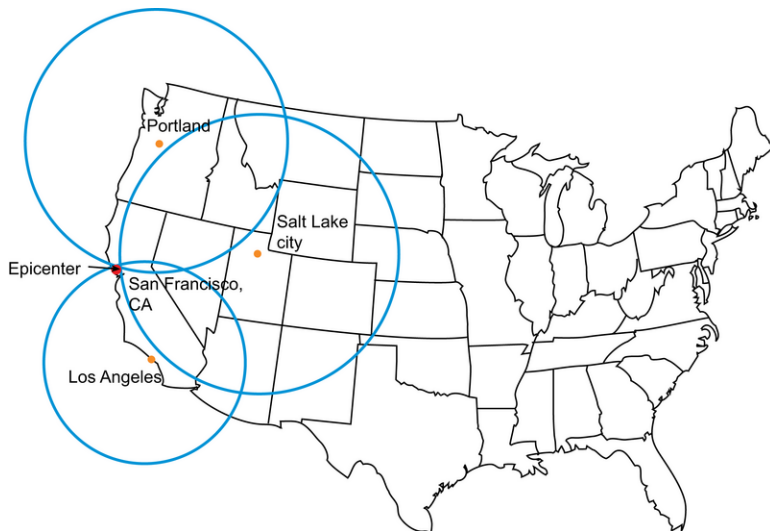 Portland
Salt Lake
city
Epicenter
San Francisco,
CA
Los Angeles